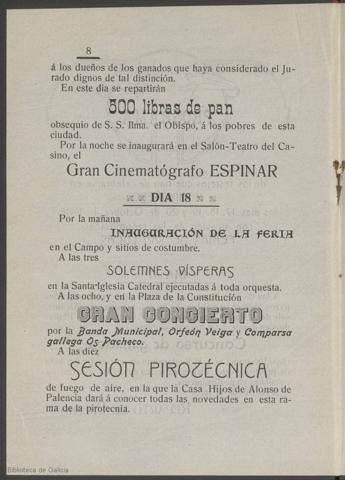 8
á los dueños de los ganados que haya considerado el Ju-
rado dignos de tal distinción.
En este dia se repartirán
500 libras de pan
obsequio de S. S. Ilma. el Obispo, á los pobres de esta
ciudad.
Por la noche se inaugurará en el Salón-Teatro del Ca-
sino, el
Gran Cinematógrafo ESPINAR
DIA 18
Por la mañana
INAUGURACIÓN DE LA FERIA
en el Campo y sitios de costumbre.
A las tres
SOLEMNES VÍSPERAS
en la Santa Iglesia Catedral ejecutadas á toda orquesta.
A las ocho, y en la Plaza de la Constitución
GRAN CONCIERTO
por la Banda Municipal, Orfeón Veiga y Comparsa
gallega Os Pacheco.
A las diez
SESIÓN PIROTÉCNICA
de fuego de aire, en la que la Casa Hijos de Alonso de
Palencia dará á conocer todas las novedades en esta ra-
ma de la pirotecnia.
Biblioteca de Galicia